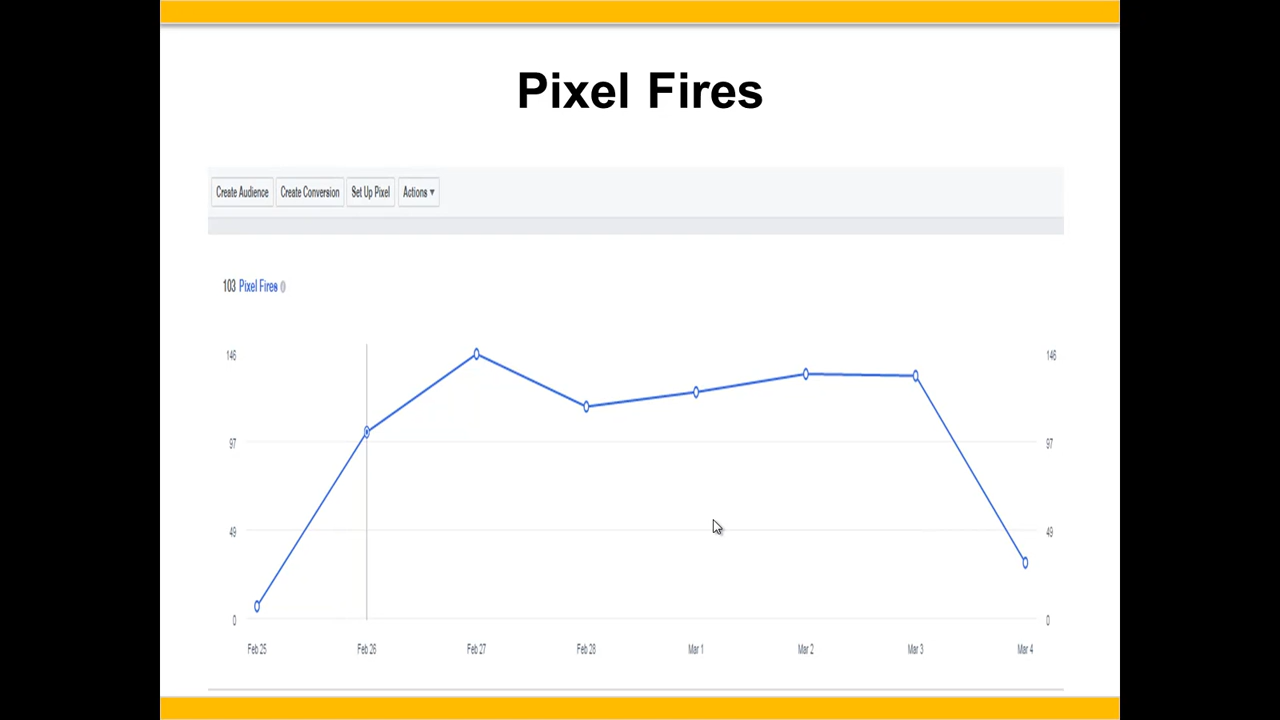 Pixel Fires
Create Audience Create Conversion Set Up Pixel Actions
103 Pixel Fires
146 146
97 97
49 49
0 0
Feb 25 Feb 26 Feb 27 Feb 28 Mar 1 Mar 2 Mar 3 Mar 4